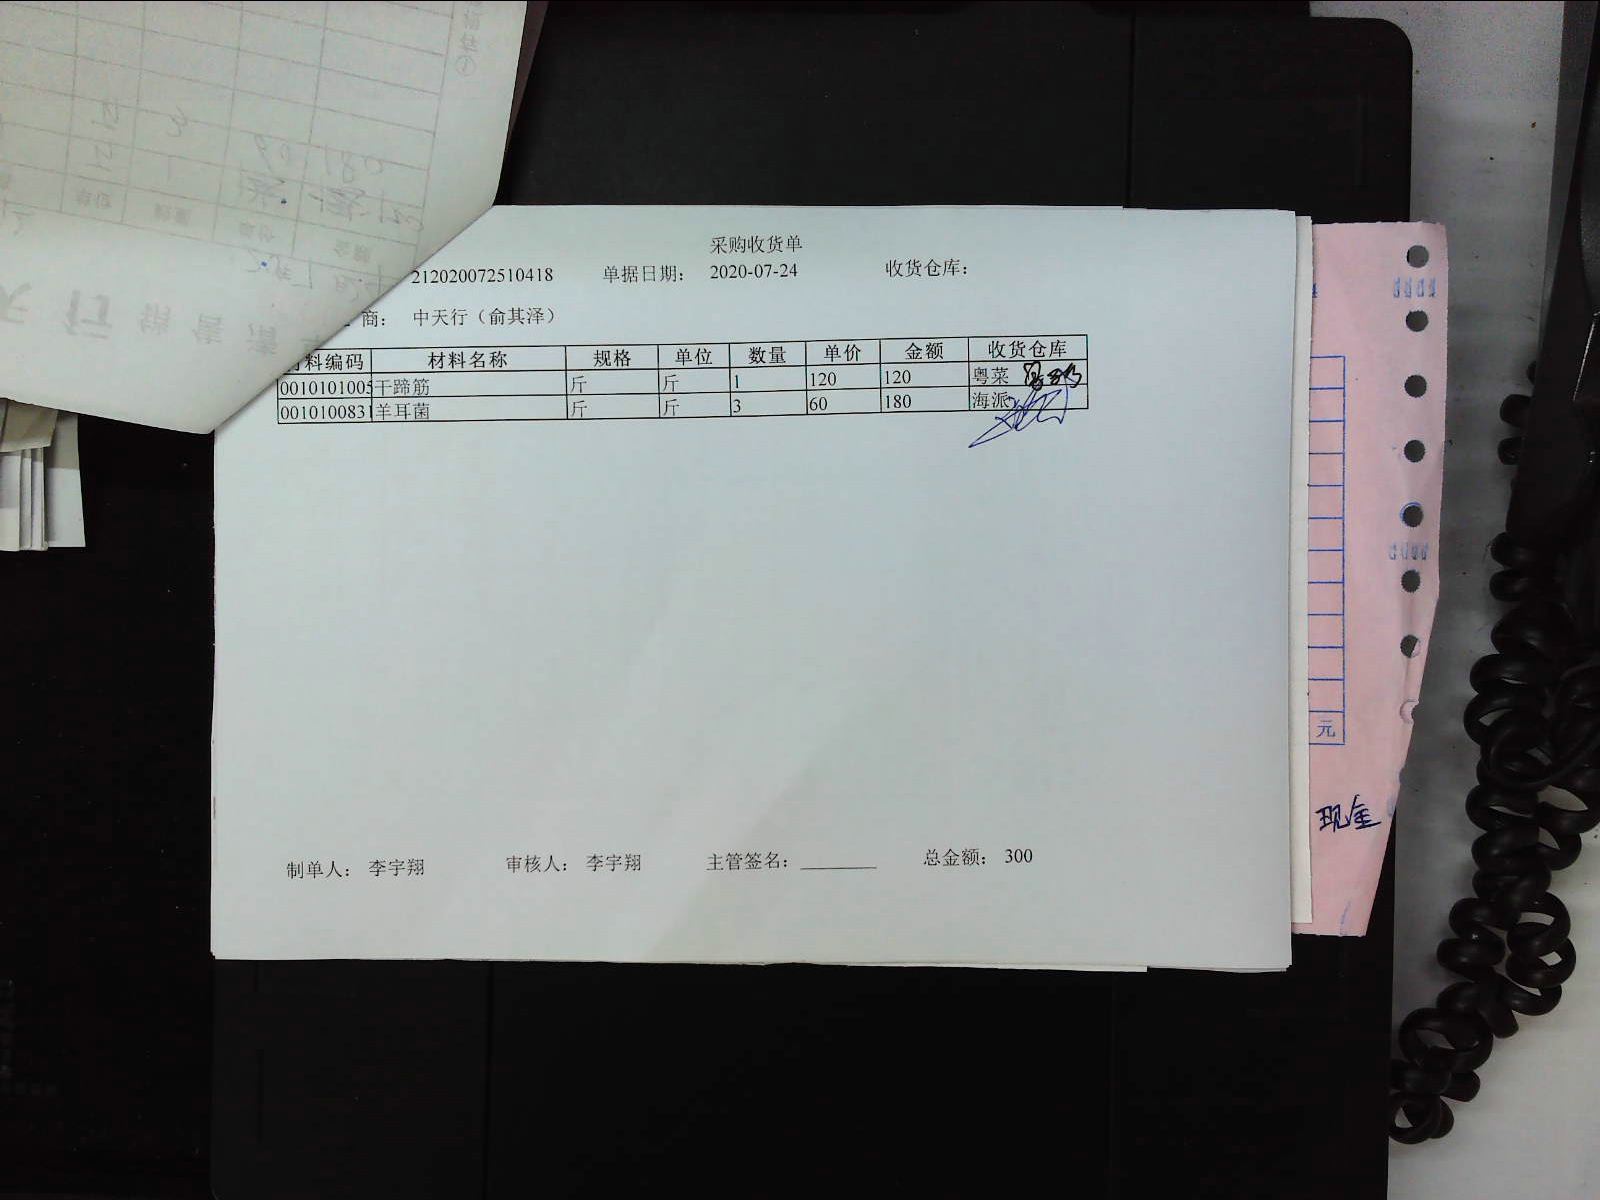 采购收货单
212020072510418 单据日期： 2020-07-24 收货仓库：
商： 中天行（俞其泽）
料编码 材料名称 规格 单位 数量 单价 金额 收货仓库
0010101005 干蹄筋 斤 斤 1 120 120 粤菜
0010100831 羊耳菌 斤 斤 3 60 180 海派
元
现金
制单人： 李宇翔 审核人： 李宇翔 主管签名： 总金额： 300